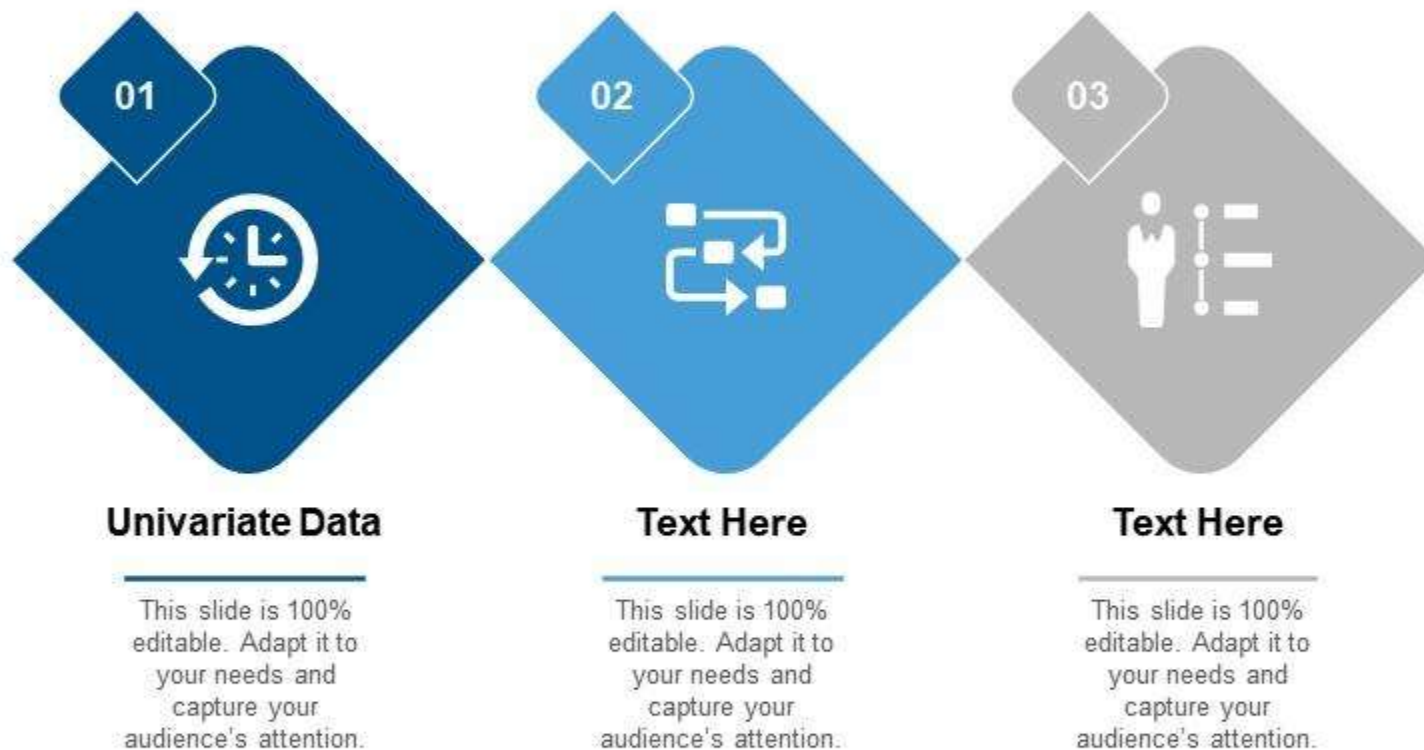 01
Univariate Data
This slide is 100%
editable. Adapt it to
your needs and
capture your
audience's attention.
02
Text Here
This slide is 100%
editable. Adapt it to
your needs and
capture your
audience's attention.
03
Text Here
This slide is 100%
editable. Adapt it to
your needs and
capture your
audience's attention.